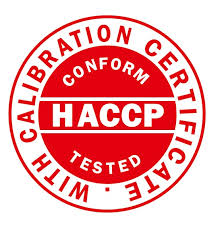 WITH CALIBRATION CERTIFICATE.
CONFORM
HACCP
TESTED